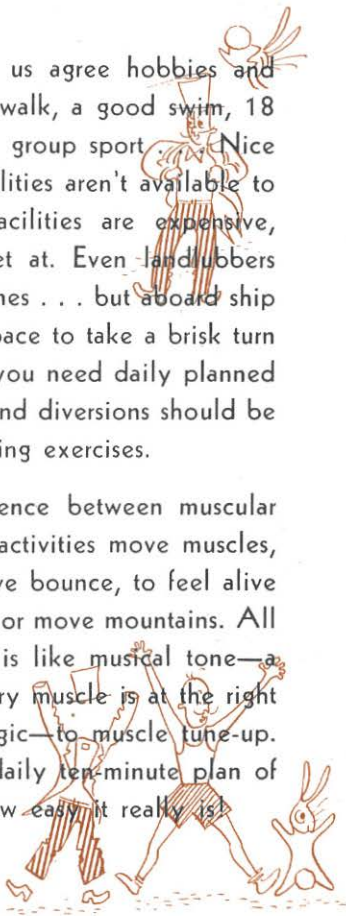 us agree hobbies and
walk, a good swim, 18
group sport . . . Nice
lities aren't available to
acilities are expensive,
et at. Even landlubbers
nes . . . but aboard ship
pace to take a brisk turn
you need daily planned
nd diversions should be
ing exercises.
ence between muscular
activities move muscles,
ve bounce, to feel alive
or move mountains. All
is like musical tone—a
ry muscle is at the right
gic—to muscle tune-up.
daily ten-minute plan of
w easy it really is!